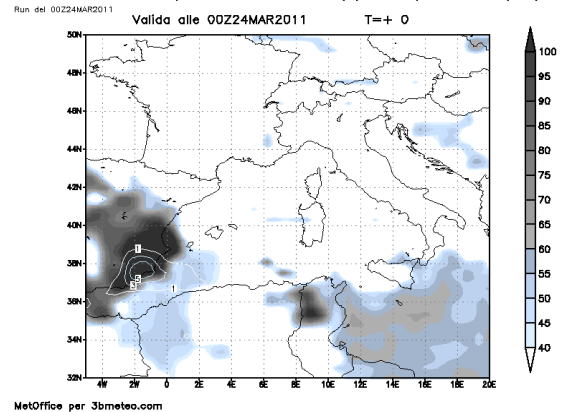 Run del 00Z24MAR2011
Valida alle 00Z24MAR2011 T=+ 0
50N
48N
46N
44N
42N
40N
38N
36N
34N
32N
4W 2W 0 2E 4E 6E 8E 10E 12E 14E 16E 18E 20E
100
95
90
85
80
75
70
65
60
55
50
45
40
1
1
MetOffice per 3bmeteo.com